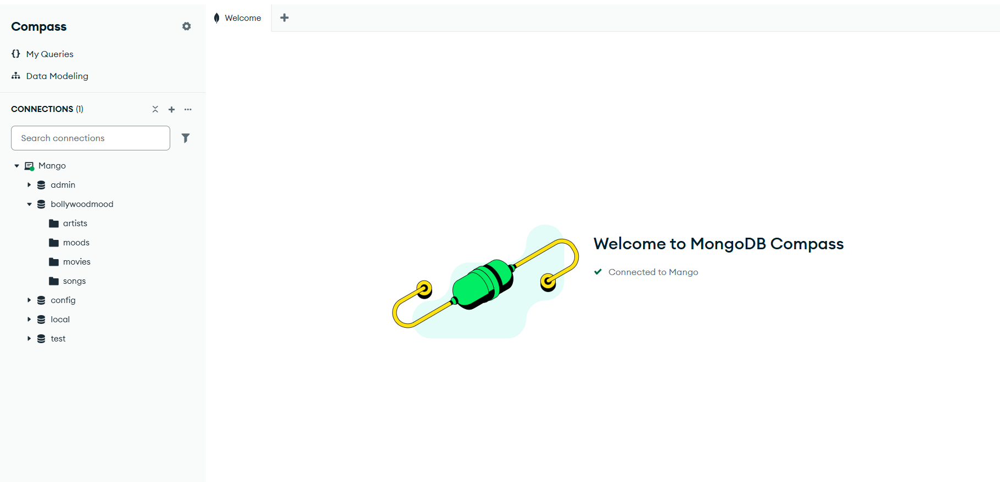 Compass
My Queries
Data Modeling
CONNECTIONS (1)
Search connections
Mango
admin
bollywoodmood
artists
moods
movies
songs
config
local
test
Welcome
Welcome to MongoDB Compass
Connected to Mango